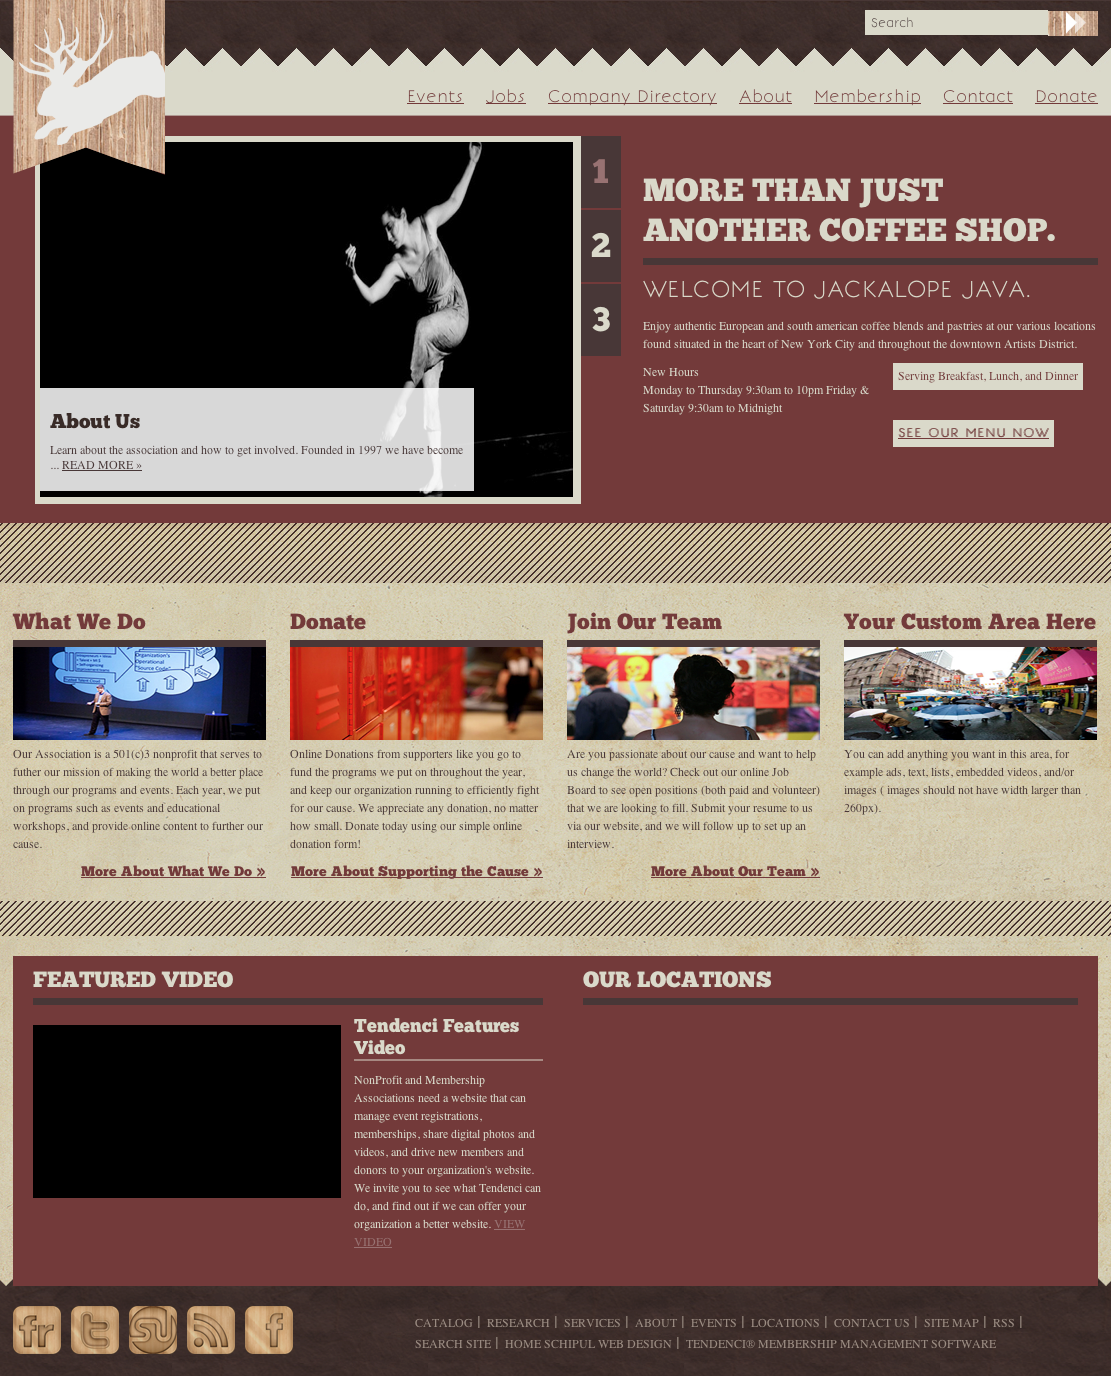 Search
Events Jobs Company Directory About Membership Contact Donate
1
2
3
About Us
Learn about the association and how to get involved. Founded in 1997 we have become
... READ MORE »
MORE THAN JUST
ANOTHER COFFEE SHOP.
WELCOME TO JACKALOPE JAVA.
Enjoy authentic European and south american coffee blends and pastries at our various locations
found situated in the heart of New York City and throughout the downtown Artists District.
New Hours
Monday to Thursday 9:30am to 10pm Friday &
Saturday 9:30am to Midnight
Serving Breakfast, Lunch, and Dinner
SEE OUR MENU NOW
What We Do
Organization's
Operational
"Source Code"
Our Association is a 501(c)3 nonprofit that serves to
futher our mission of making the world a better place
through our programs and events. Each year, we put
on programs such as events and educational
workshops, and provide online content to further our
cause.
More About What We Do »
Donate
Online Donations from supporters like you go to
fund the programs we put on throughout the year,
and keep our organization running to efficiently fight
for our cause. We appreciate any donation, no matter
how small. Donate today using our simple online
donation form!
More About Supporting the Cause »
Join Our Team
Are you passionate about our cause and want to help
us change the world? Check out our online Job
Board to see open positions (both paid and volunteer)
that we are looking to fill. Submit your resume to us
via our website, and we will follow up to set up an
interview.
More About Our Team »
Your Custom Area Here
You can add anything you want in this area, for
example ads, text, lists, embedded videos, and/or
images ( images should not have width larger than
260px).
FEATURED VIDEO
Tendenci Features
Video
NonProfit and Membership
Associations need a website that can
manage event registrations,
memberships, share digital photos and
videos, and drive new members and
donors to your organization's website.
We invite you to see what Tendenci can
do, and find out if we can offer your
organization a better website. VIEW
VIDEO
OUR LOCATIONS
fr t su f
CATALOG | RESEARCH | SERVICES | ABOUT | EVENTS | LOCATIONS | CONTACT US | SITE MAP | RSS |
SEARCH SITE | HOME SCHIPUL WEB DESIGN | TENDENCI® MEMBERSHIP MANAGEMENT SOFTWARE